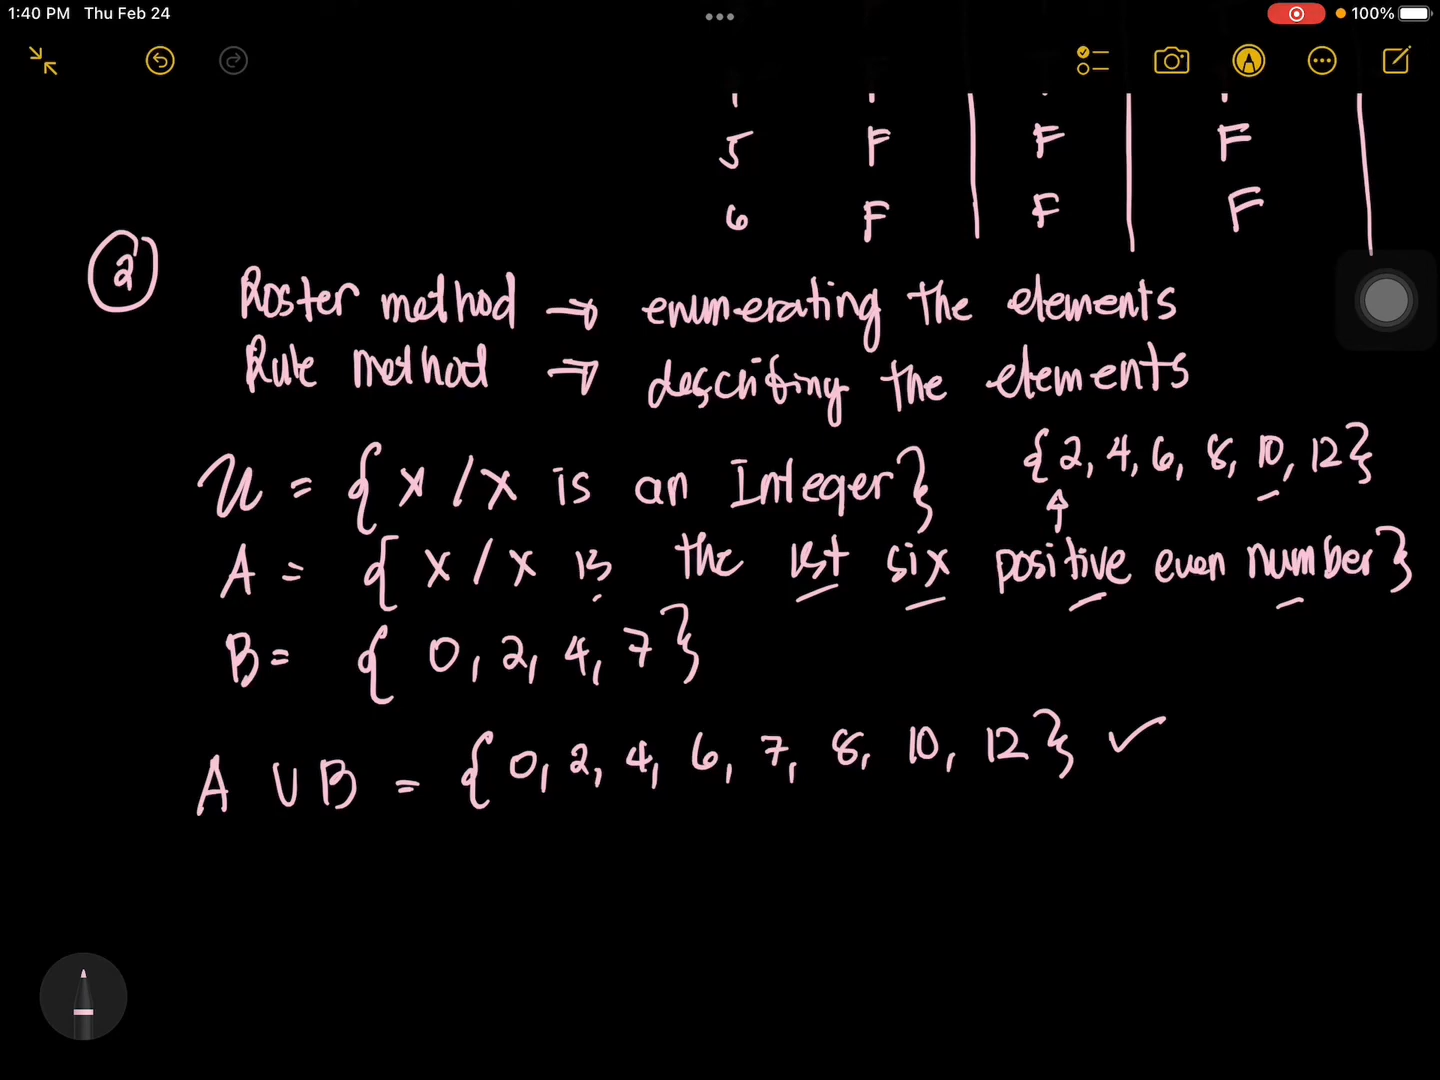 1:40 PM Thu Feb 24
100%
5 F F F
6 F F F
2
Roster method → enumerating the elements
Rule method → describing the elements
{2, 4, 6, 8, 10, 12}
U = {x/x is an Integer}
A = {x/x is the 1st six positive even number}
B = {0, 2, 4, 7}
A ∪ B = {0, 2, 4, 6, 7, 8, 10, 12} ✓